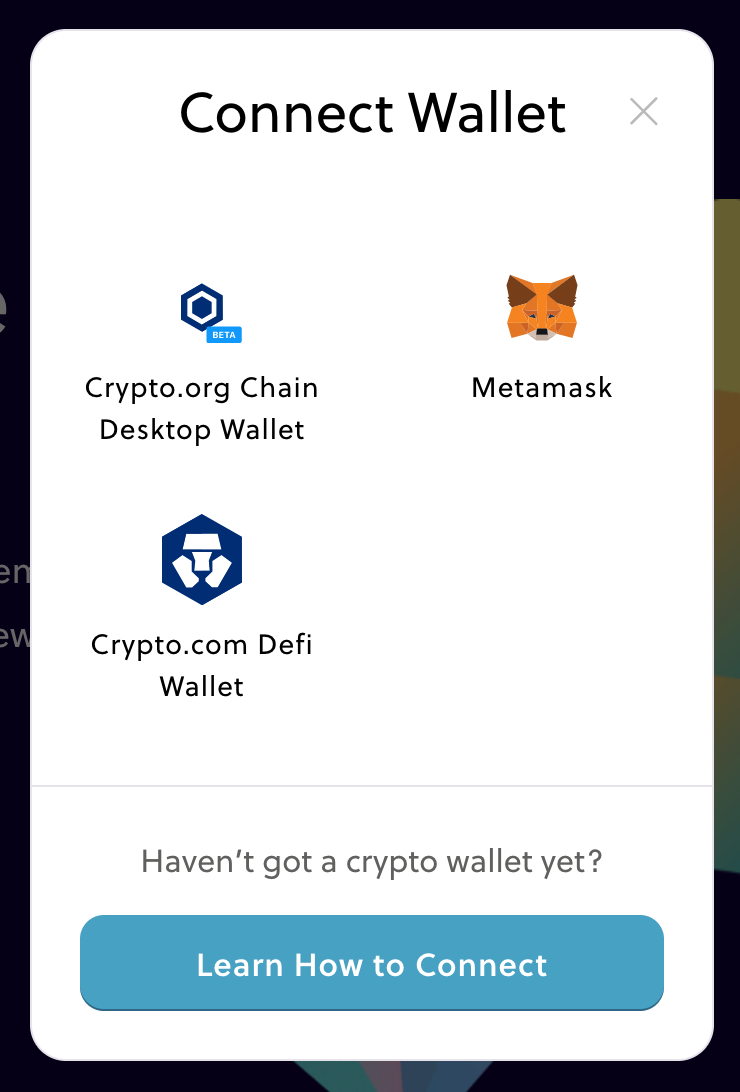 Connect Wallet
BETA
Crypto.org Chain
Desktop Wallet
Metamask
Crypto.com Defi
Wallet
Haven't got a crypto wallet yet?
Learn How to Connect